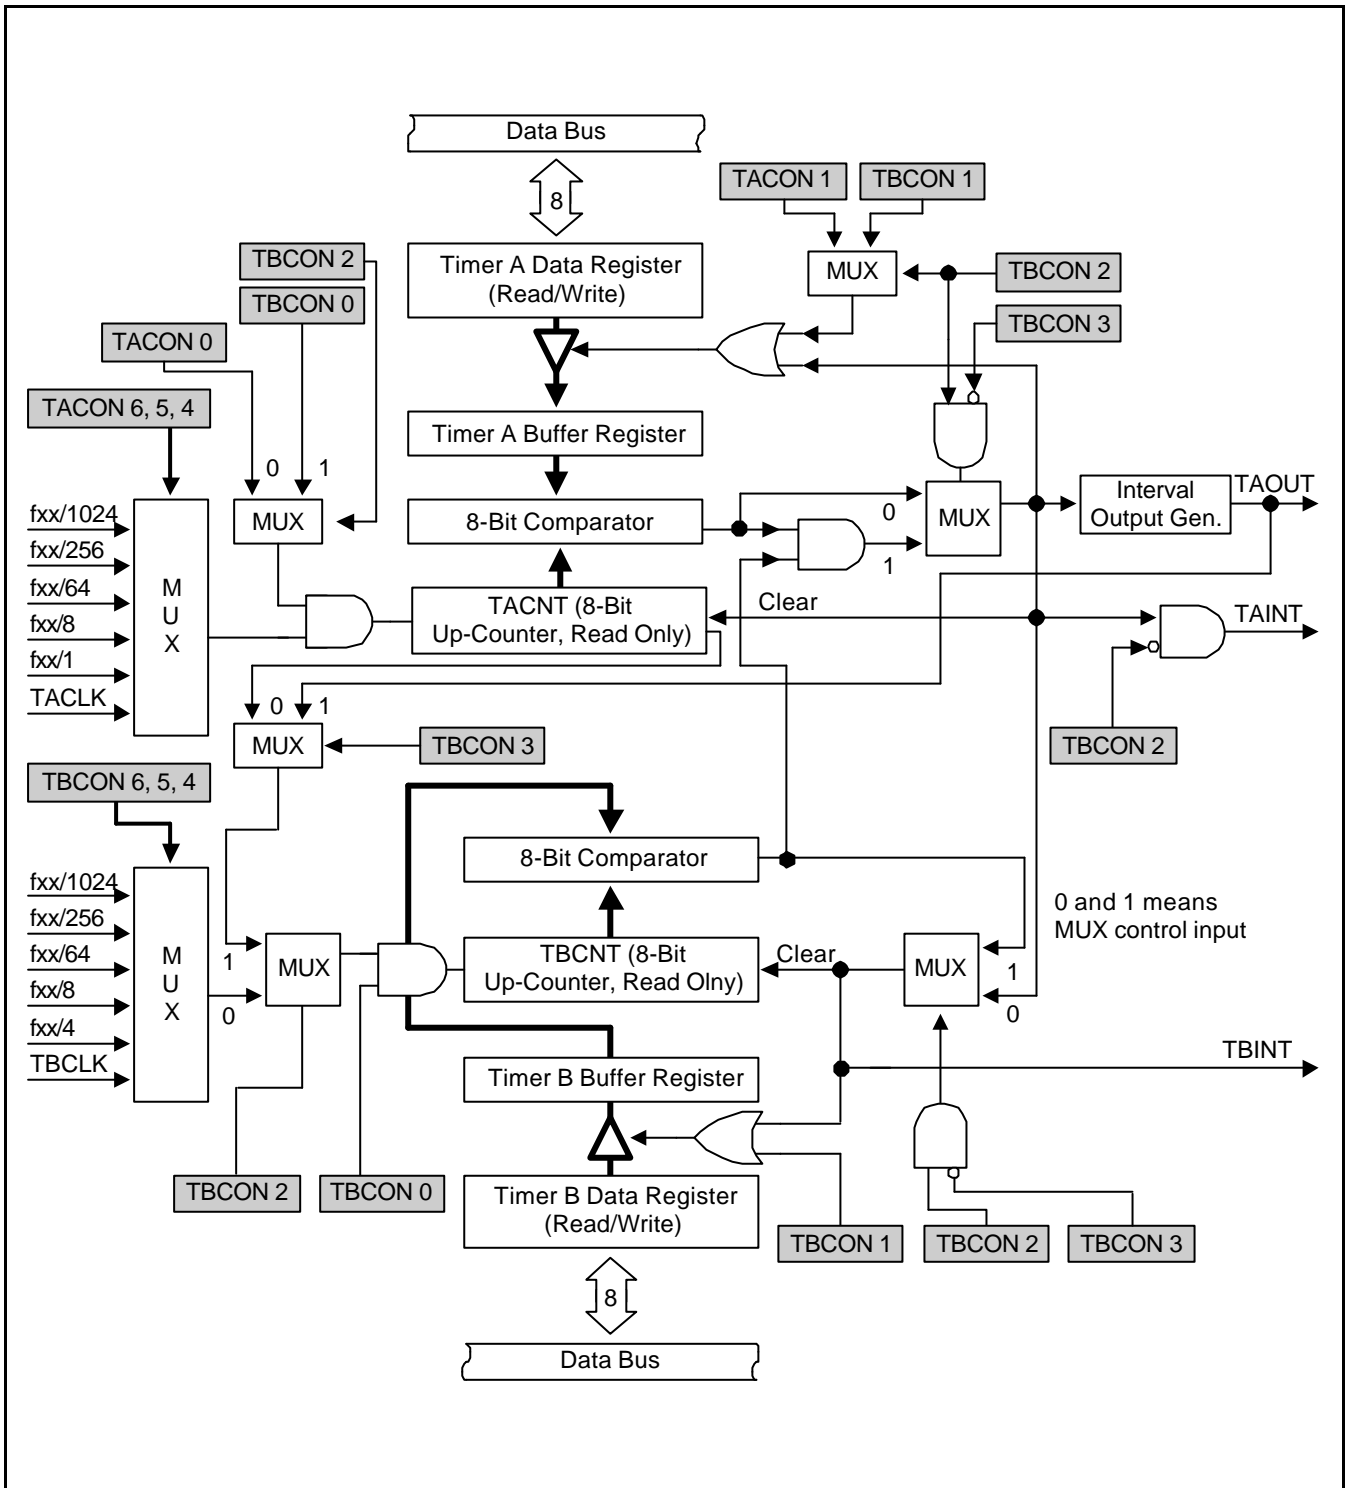 Data Bus
8
TACON 1
TBCON 1
TBCON 2
Timer A Data Register
(Read/Write)
MUX
TBCON 2
TBCON 0
TBCON 3
TACON 0
TACON 6, 5, 4
Timer A Buffer Register
0
1
MUX
8-Bit Comparator
0
1
MUX
Interval
Output Gen.
TAOUT
fxx/1024
fxx/256
fxx/64
fxx/8
fxx/1
TACLK
M
U
X
TACNT (8-Bit
Up-Counter, Read Only)
Clear
TAINT
0
1
MUX
TBCON 3
TBCON 2
TBCON 6, 5, 4
8-Bit Comparator
fxx/1024
fxx/256
fxx/64
fxx/8
fxx/4
TBCLK
M
U
X
1
0
MUX
TBCNT (8-Bit
Up-Counter, Read Olny)
Clear
MUX
1
0
0 and 1 means
MUX control input
TBINT
Timer B Buffer Register
TBCON 2
TBCON 0
Timer B Data Register
(Read/Write)
TBCON 1
TBCON 2
TBCON 3
8
Data Bus